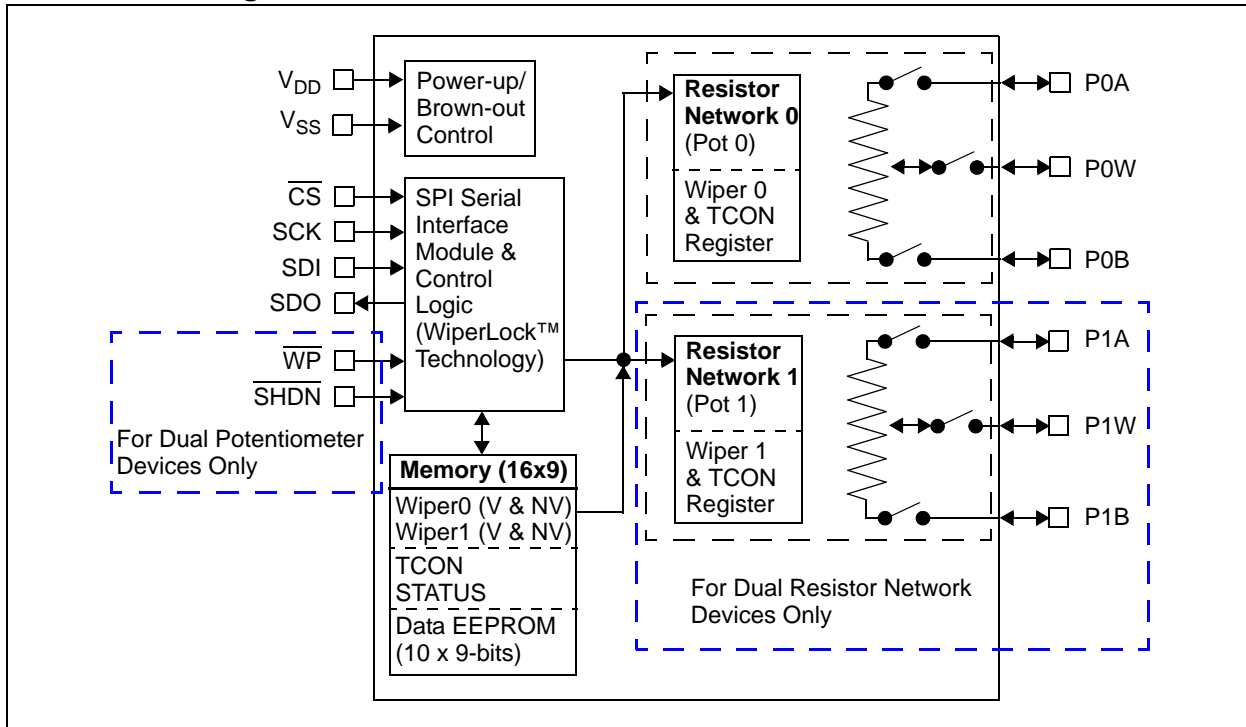 V_DD
V_SS
Power-up/
Brown-out
Control
CS
SCK
SDI
SDO
WP
SHDN
For Dual Potentiometer
Devices Only
SPI Serial
Interface
Module &
Control
Logic
(WiperLock™
Technology)
Memory (16x9)
Wiper0 (V & NV)
Wiper1 (V & NV)
TCON
STATUS
Data EEPROM
(10 x 9-bits)
Resistor
Network 0
(Pot 0)
Wiper 0
& TCON
Register
P0A
P0W
P0B
Resistor
Network 1
(Pot 1)
Wiper 1
& TCON
Register
P1A
P1W
P1B
For Dual Resistor Network
Devices Only